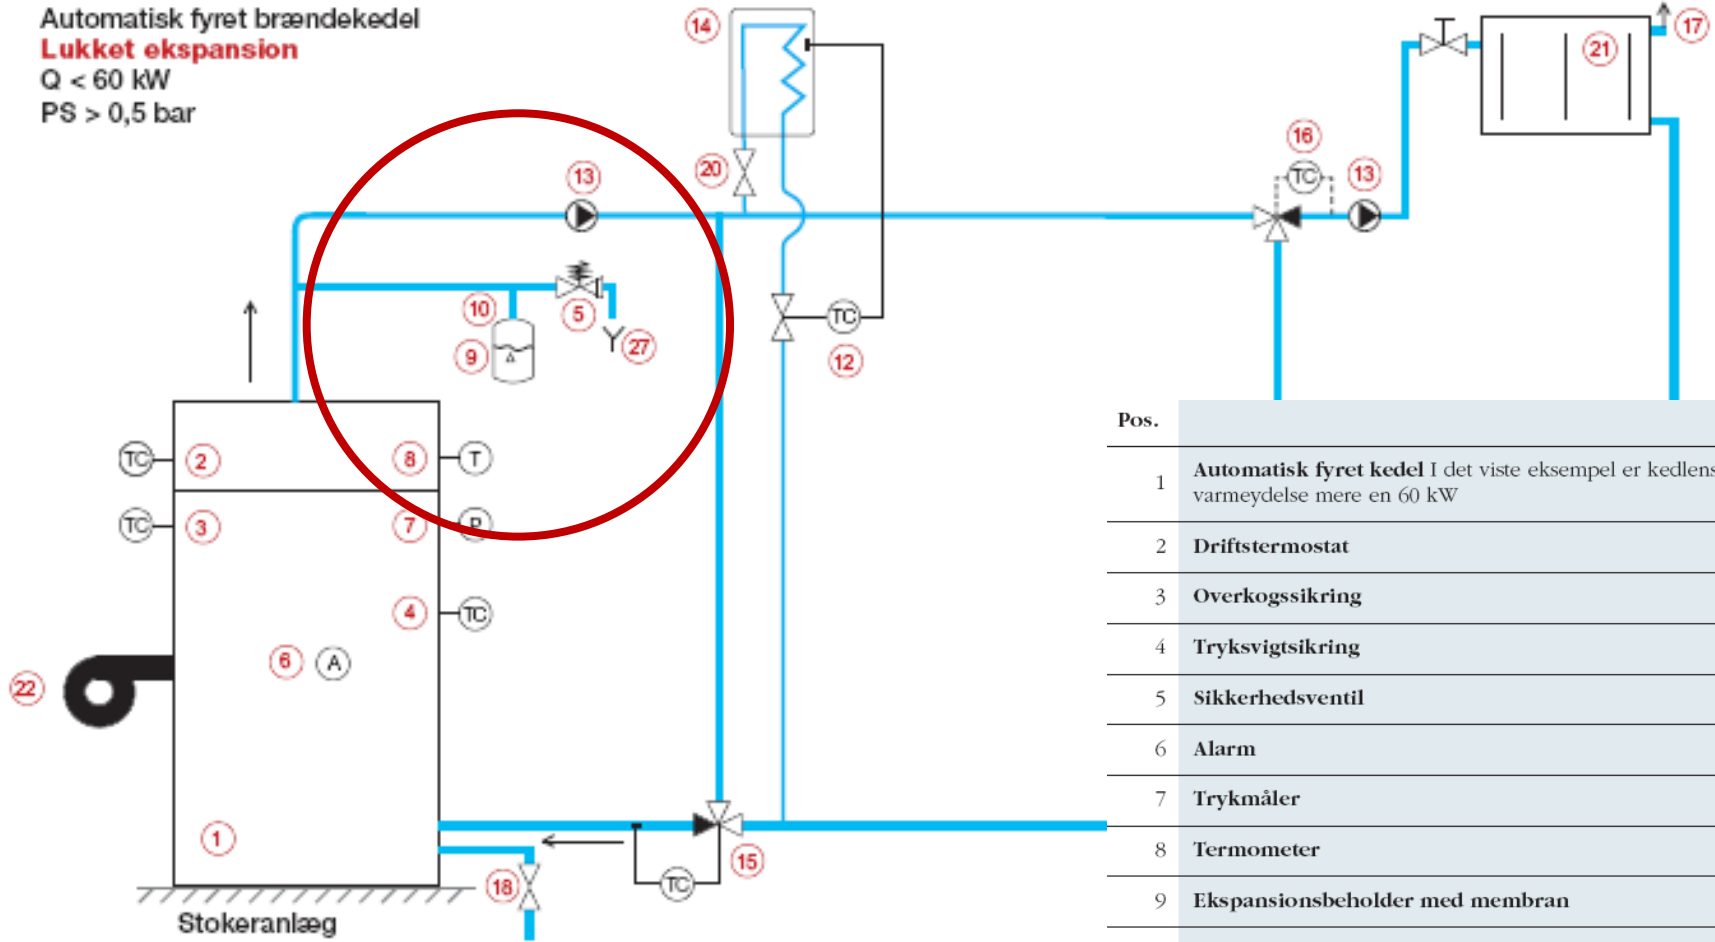 Automatisk fyret brændekedel
Lukket ekspansion
Q < 60 kW
PS > 0,5 bar
14
17
21
16
TC
13
20
13
10
5
27
9
TC
12
TC
2
8
T
TC
3
7
P
4
TC
6
A
22
1
15
18
TC
Stokeranlæg
Pos.
1 Automatisk fyret kedel I det viste eksempel er kedlens
varmeydelse mere en 60 kW
2 Driftstermostat
3 Overkogssikring
4 Tryksvigtsikring
5 Sikkerhedsventil
6 Alarm
7 Trykmåler
8 Termometer
9 Ekspansionsbeholder med membran